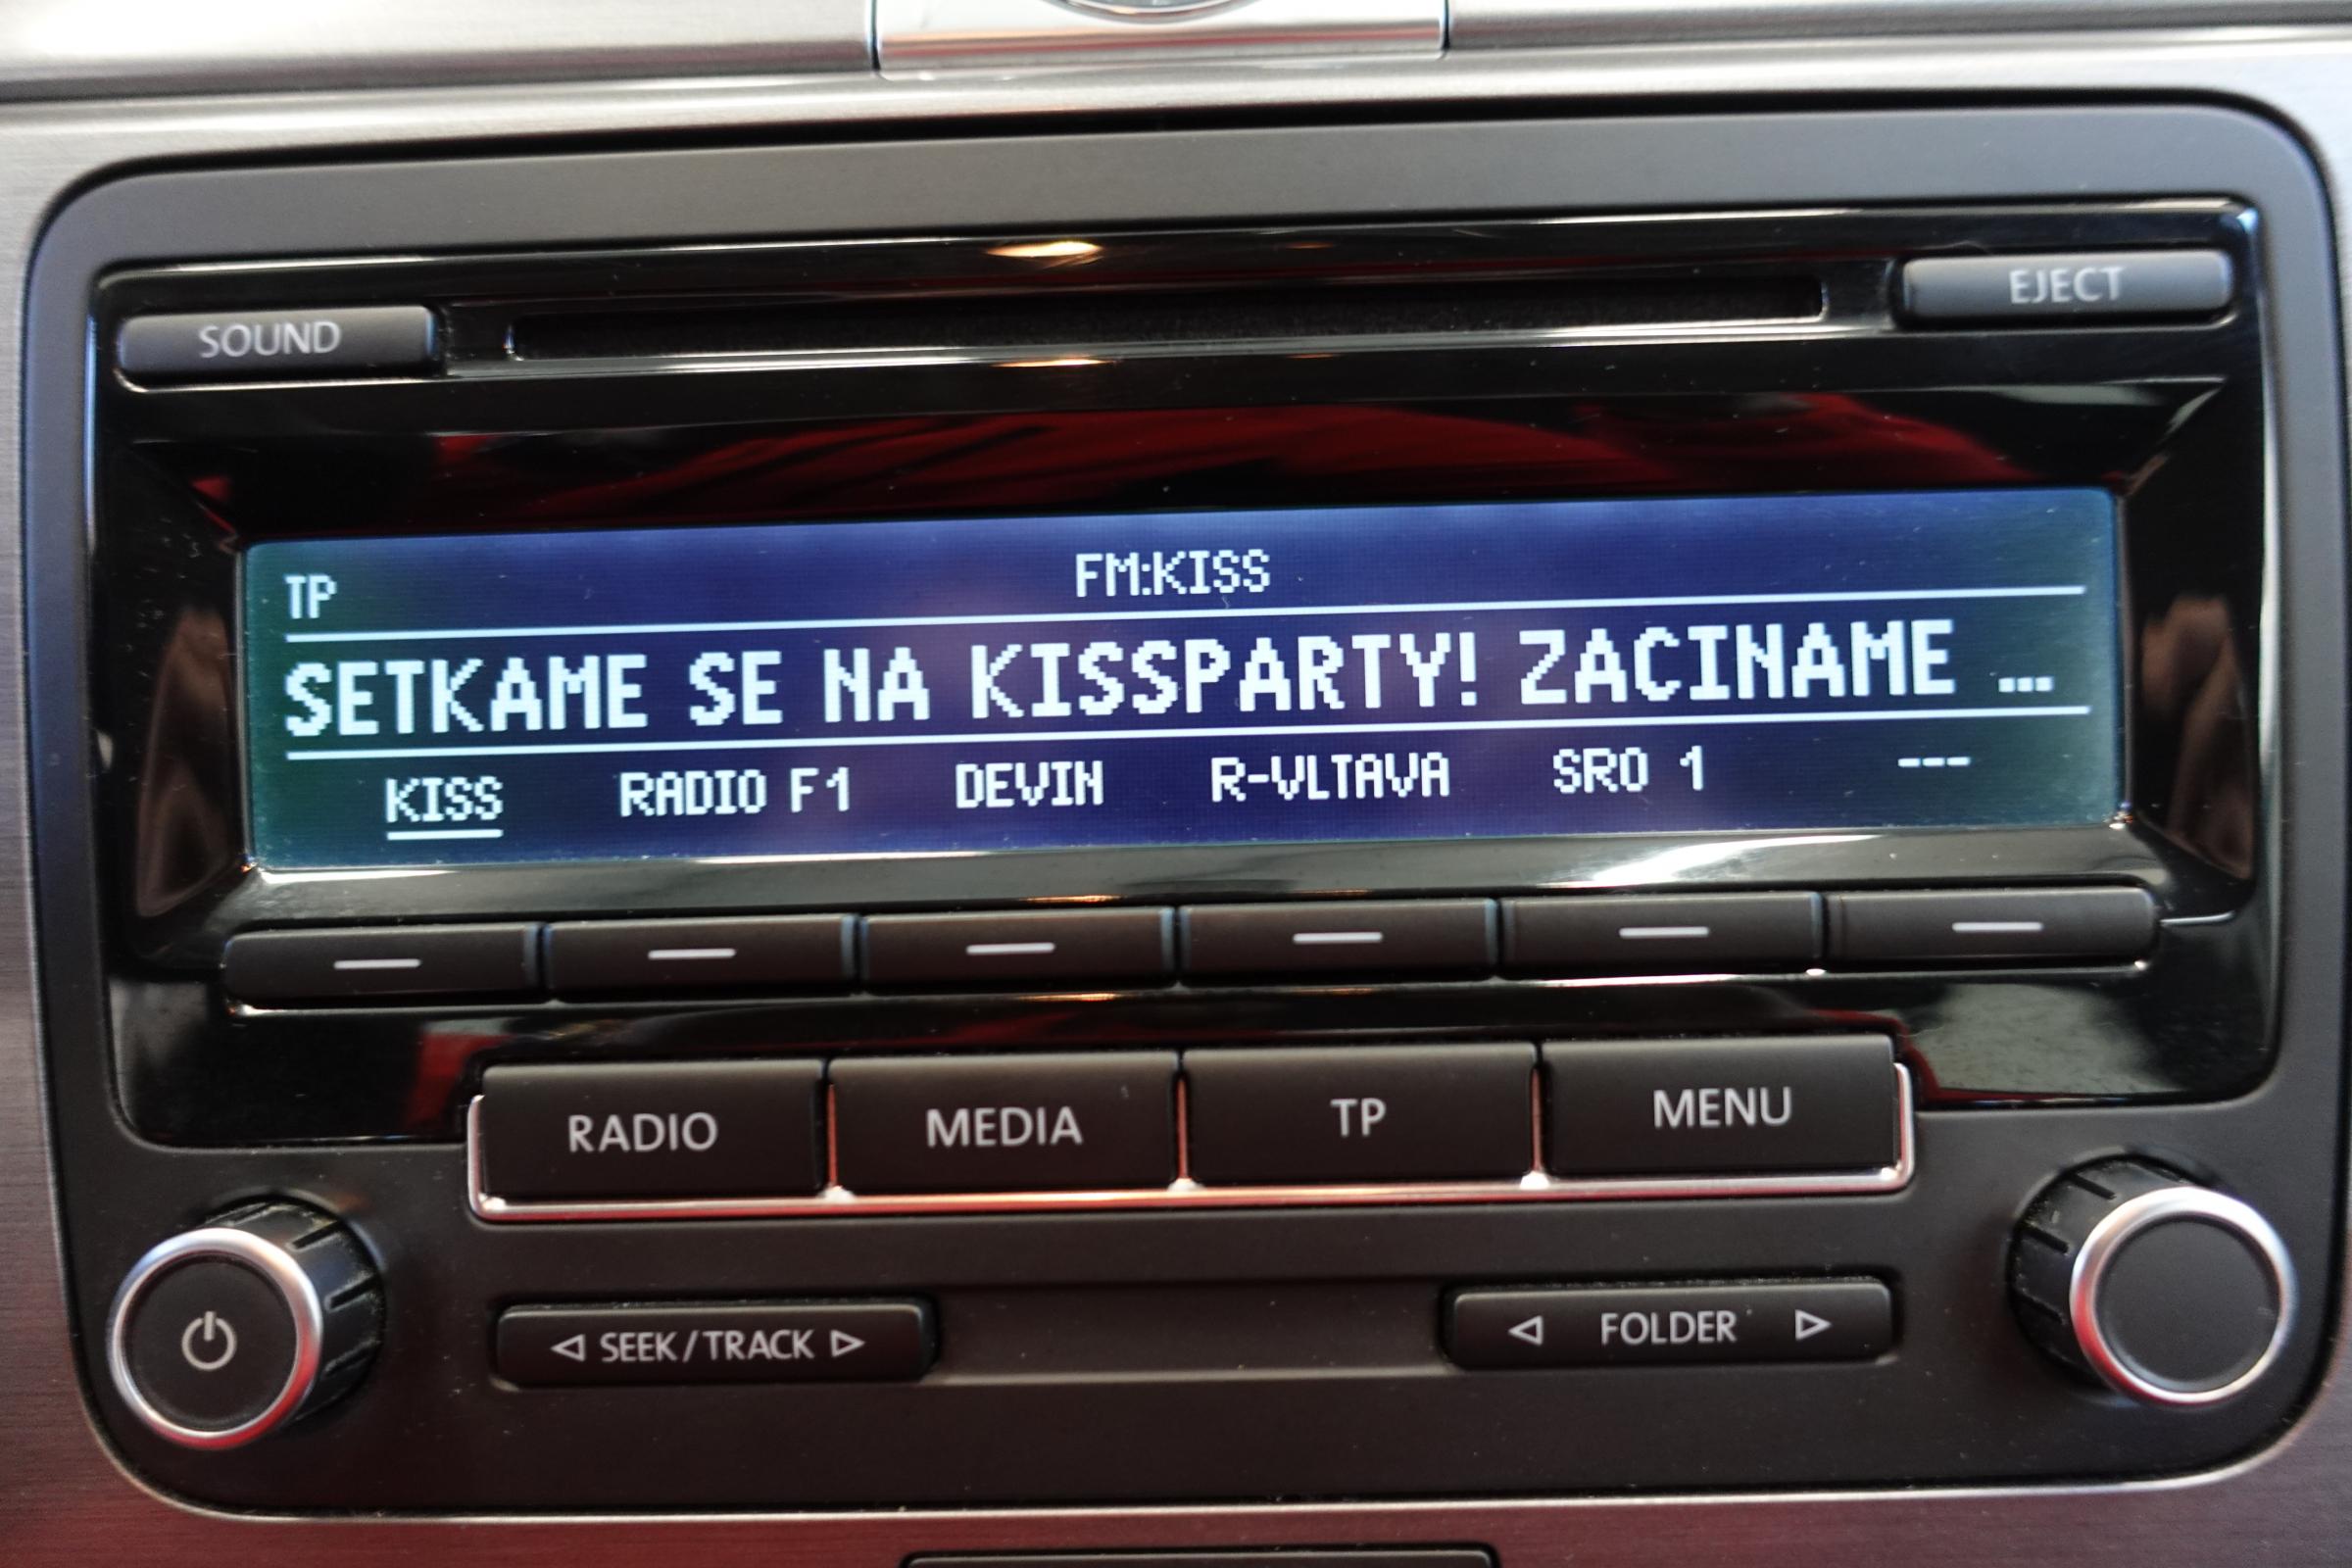 SOUND
EJECT
TP
FM:KISS
SETKAME SE NA KISSPARTY! ZACINAME ...
KISS RADIO F1 DEVIN R-VLTAVA SRO 1 ---
RADIO MEDIA TP MENU
SEEK/TRACK
FOLDER